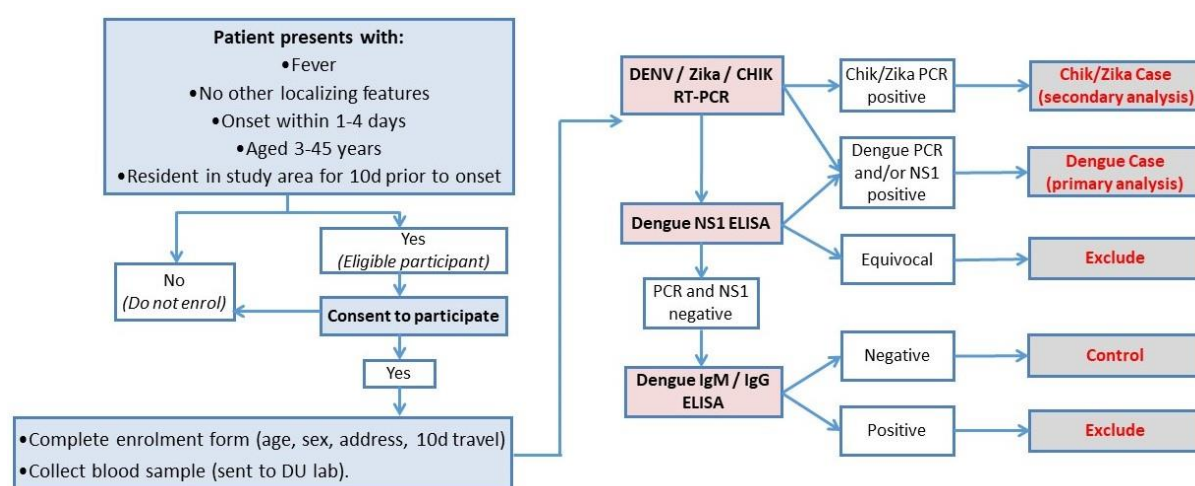 Patient presents with:
•Fever
•No other localizing features
•Onset within 1-4 days
•Aged 3-45 years
•Resident in study area for 10d prior to onset
No
(Do not enrol)
Yes
(Eligible participant)
Consent to participate
Yes
•Complete enrolment form (age, sex, address, 10d travel)
•Collect blood sample (sent to DU lab).
DENV / Zika / CHIK
RT-PCR
Chik/Zika PCR
positive
Chik/Zika Case
(secondary analysis)
Dengue PCR
and/or NS1
positive
Dengue Case
(primary analysis)
Dengue NS1 ELISA
Equivocal
Exclude
PCR and NS1
negative
Dengue IgM / IgG
ELISA
Negative
Control
Positive
Exclude